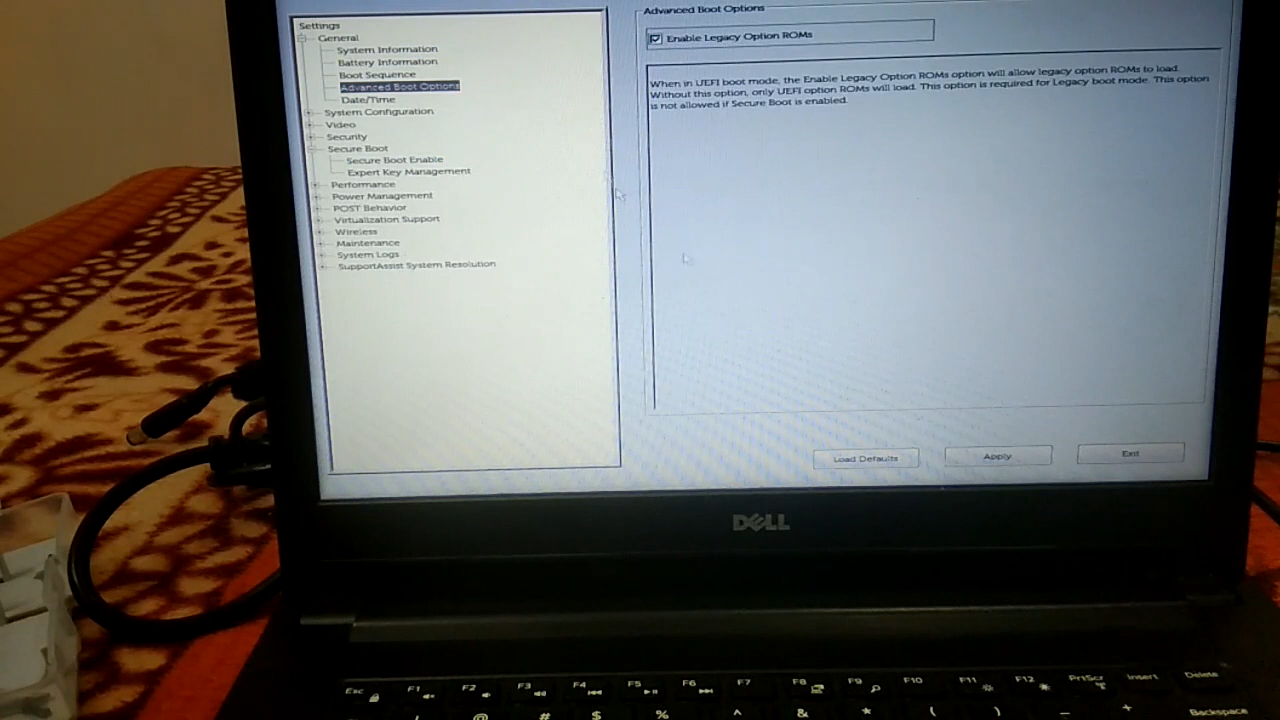 Settings
General
System Information
Battery Information
Boot Sequence
Advanced Boot Options
Date/Time
System Configuration
Video
Security
Secure Boot
Secure Boot Enable
Expert Key Management
Performance
Power Management
POST Behavior
Virtualization Support
Wireless
Maintenance
System Logs
SupportAssist System Resolution
Advanced Boot Options
Enable Legacy Option ROMs
When in UEFI boot mode, the Enable Legacy Option ROMs option will allow legacy option ROMs to load.
Without this option, only UEFI option ROMs will load. This option is required for Legacy boot mode. This option
is not allowed if Secure Boot is enabled.
Load Defaults
Apply
Exit
DELL
Esc F1 F2 F3 F4 F5 F6 F7 F8 F9 F10 F11 F12 PrtScr Insert Delete
! @ # $ % ^ & * ( ) _ + Backspace